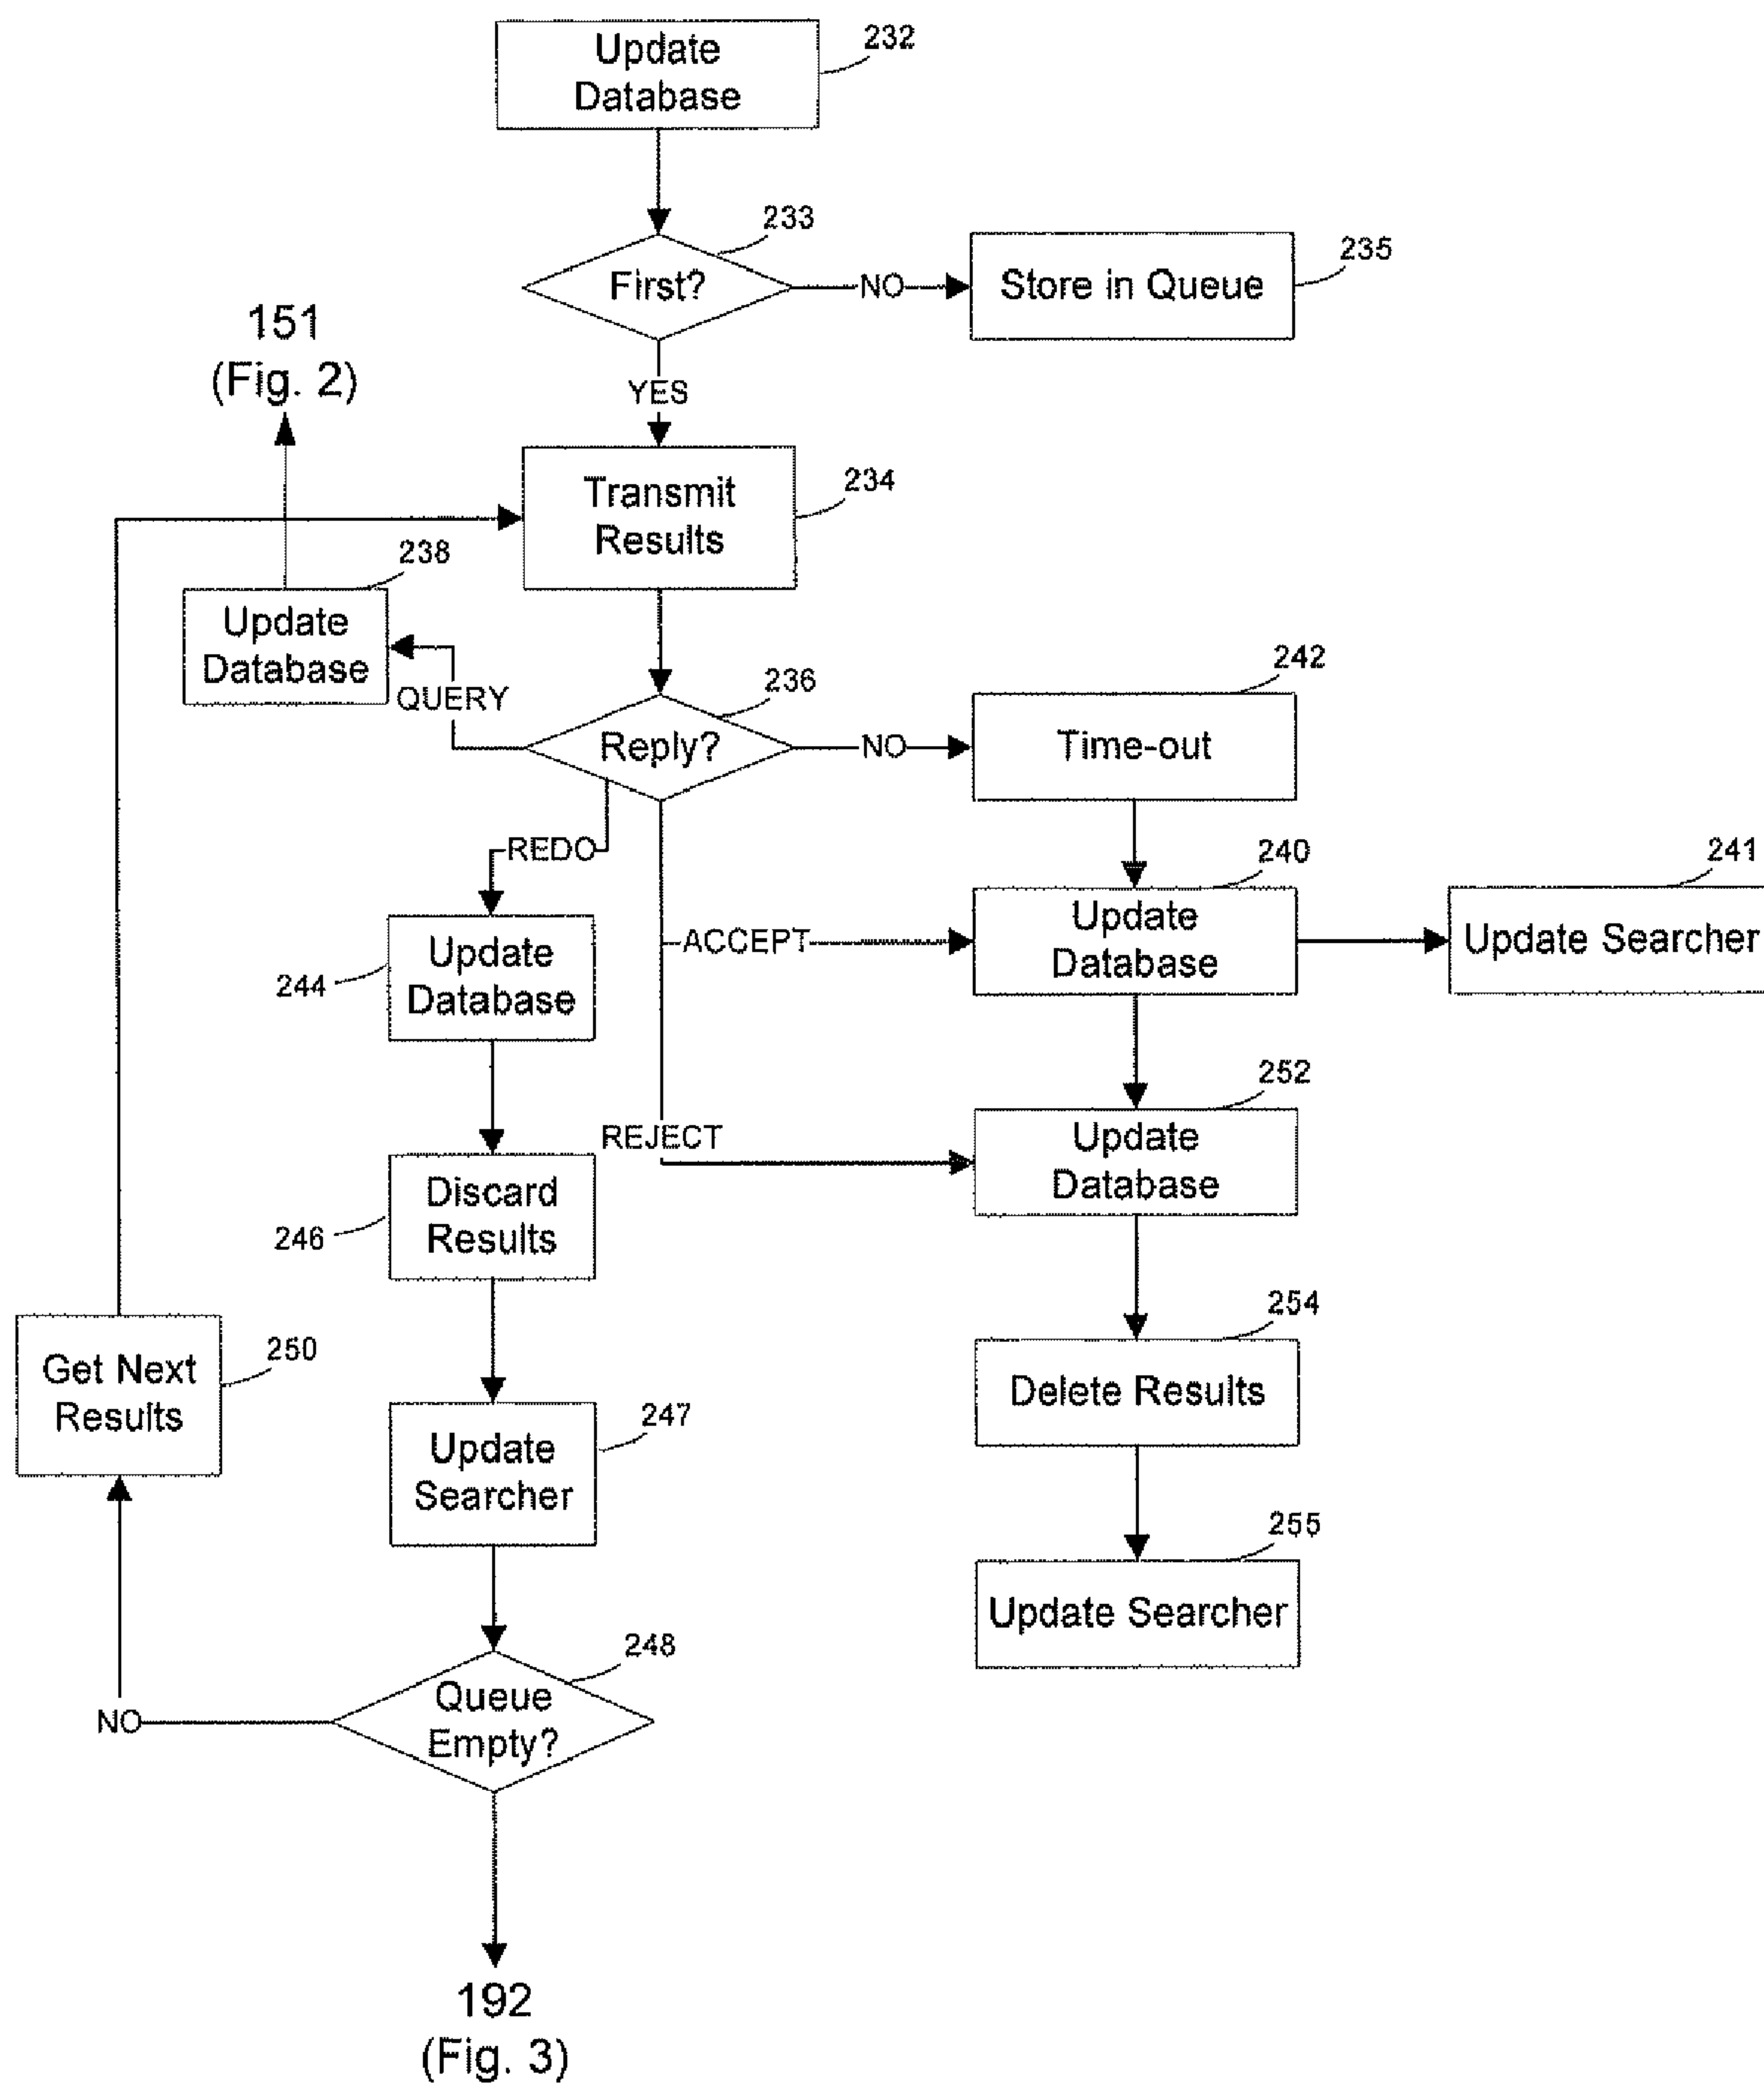 Update
Database
232
233
First?
NO
Store in Queue
235
151
(Fig. 2)
YES
Transmit
Results
234
238
Update
Database
QUERY
236
Reply?
NO
242
Time-out
REDO
240
241
Update
Database
244
ACCEPT
Update
Database
Update Searcher
252
REJECT
Update
Database
Discard
Results
246
254
Get Next
Results
250
Delete Results
247
Update
Searcher
255
Update Searcher
248
Queue
Empty?
NO
192
(Fig. 3)